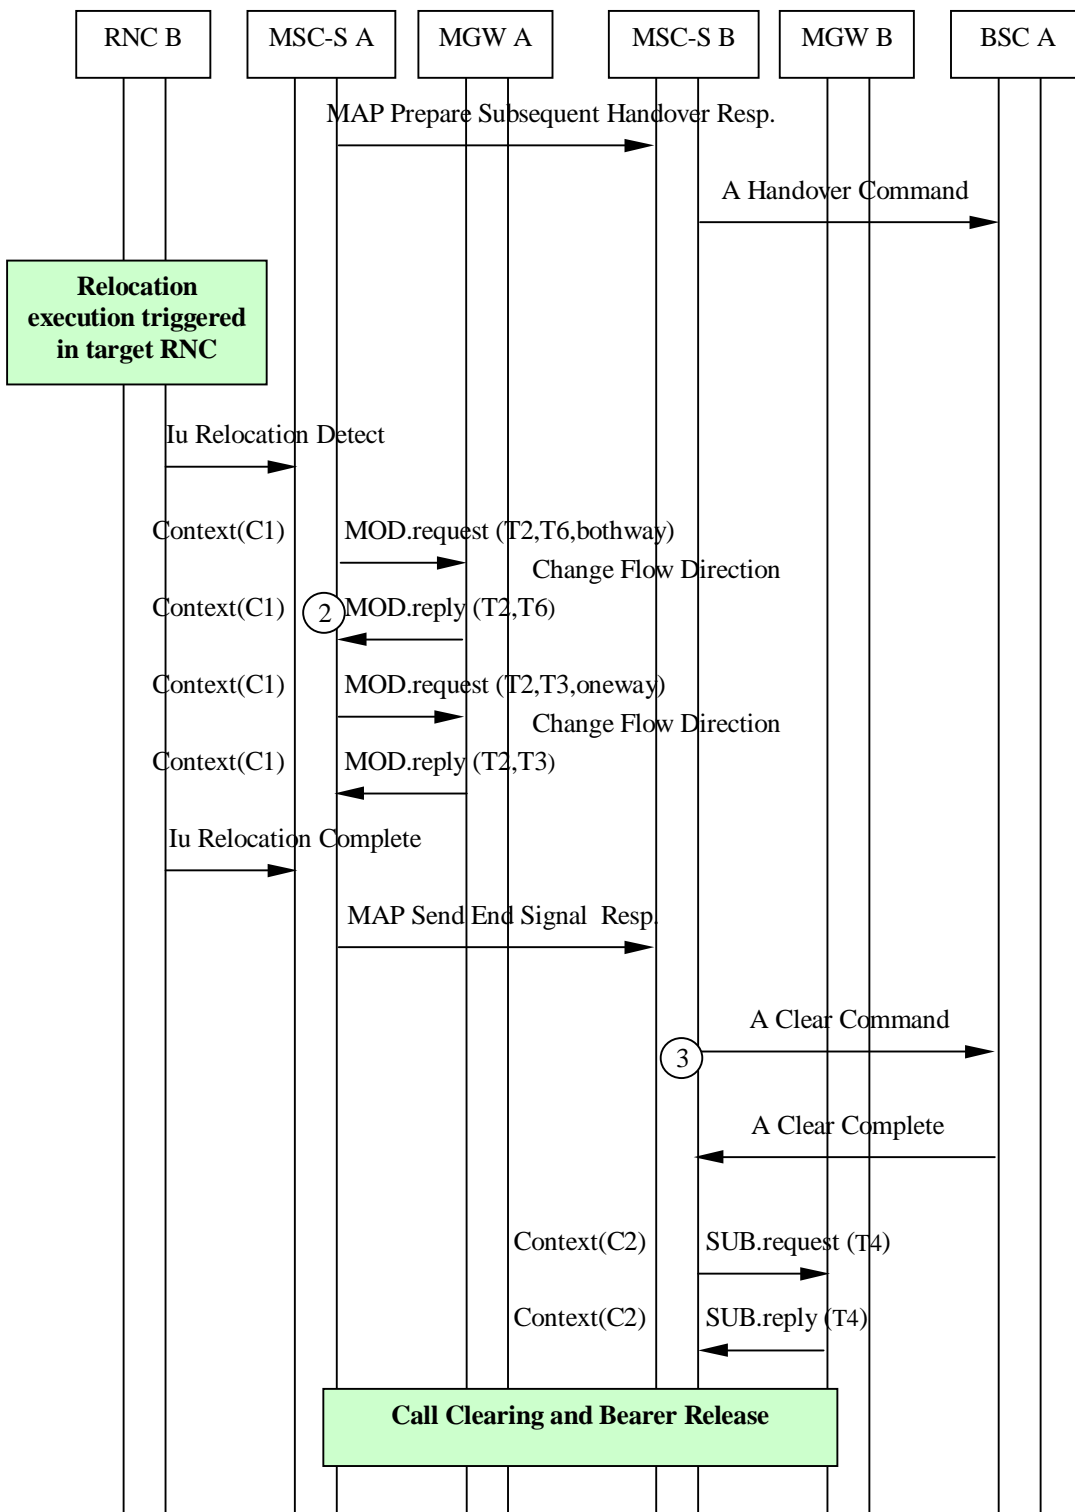 RNC B
MSC-S A
MGW A
MSC-S B
MGW B
BSC A
MAP Prepare Subsequent Handover Resp.
A Handover Command
Relocation
execution triggered
in target RNC
Iu Relocation Detect
Context(C1)
MOD.request (T2,T6,bothway)
Change Flow Direction
Context(C1)
2
MOD.reply (T2,T6)
Context(C1)
MOD.request (T2,T3,oneway)
Change Flow Direction
Context(C1)
MOD.reply (T2,T3)
Iu Relocation Complete
MAP Send End Signal Resp.
A Clear Command
3
A Clear Complete
Context(C2)
SUB.request (T4)
Context(C2)
SUB.reply (T4)
Call Clearing and Bearer Release